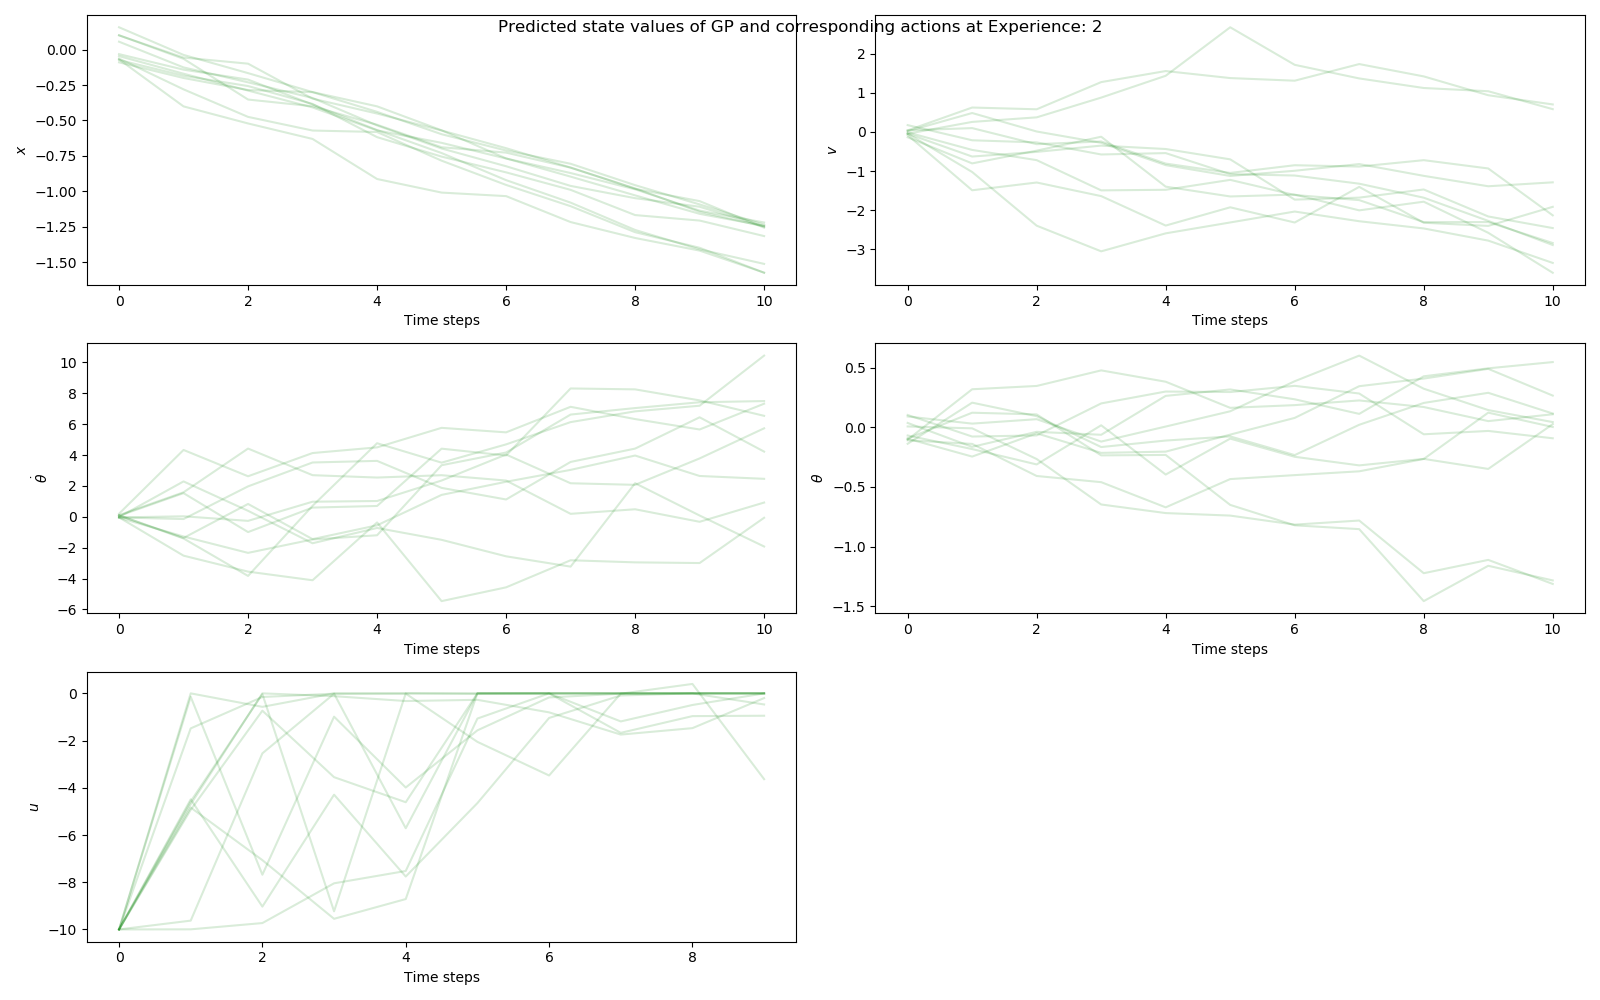 Predicted state values of GP and corresponding actions at Experience: 2
0.00
−0.25
−0.50
−0.75
−1.00
−1.25
−1.50
x
0 2 4 6 8 10
Time steps
2
1
0
−1
−2
−3
v
0 2 4 6 8 10
Time steps
10
8
6
4
2
0
−2
−4
−6
θ̇
0 2 4 6 8 10
Time steps
0.5
0.0
−0.5
−1.0
−1.5
θ
0 2 4 6 8 10
Time steps
0
−2
−4
−6
−8
−10
u
0 2 4 6 8
Time steps